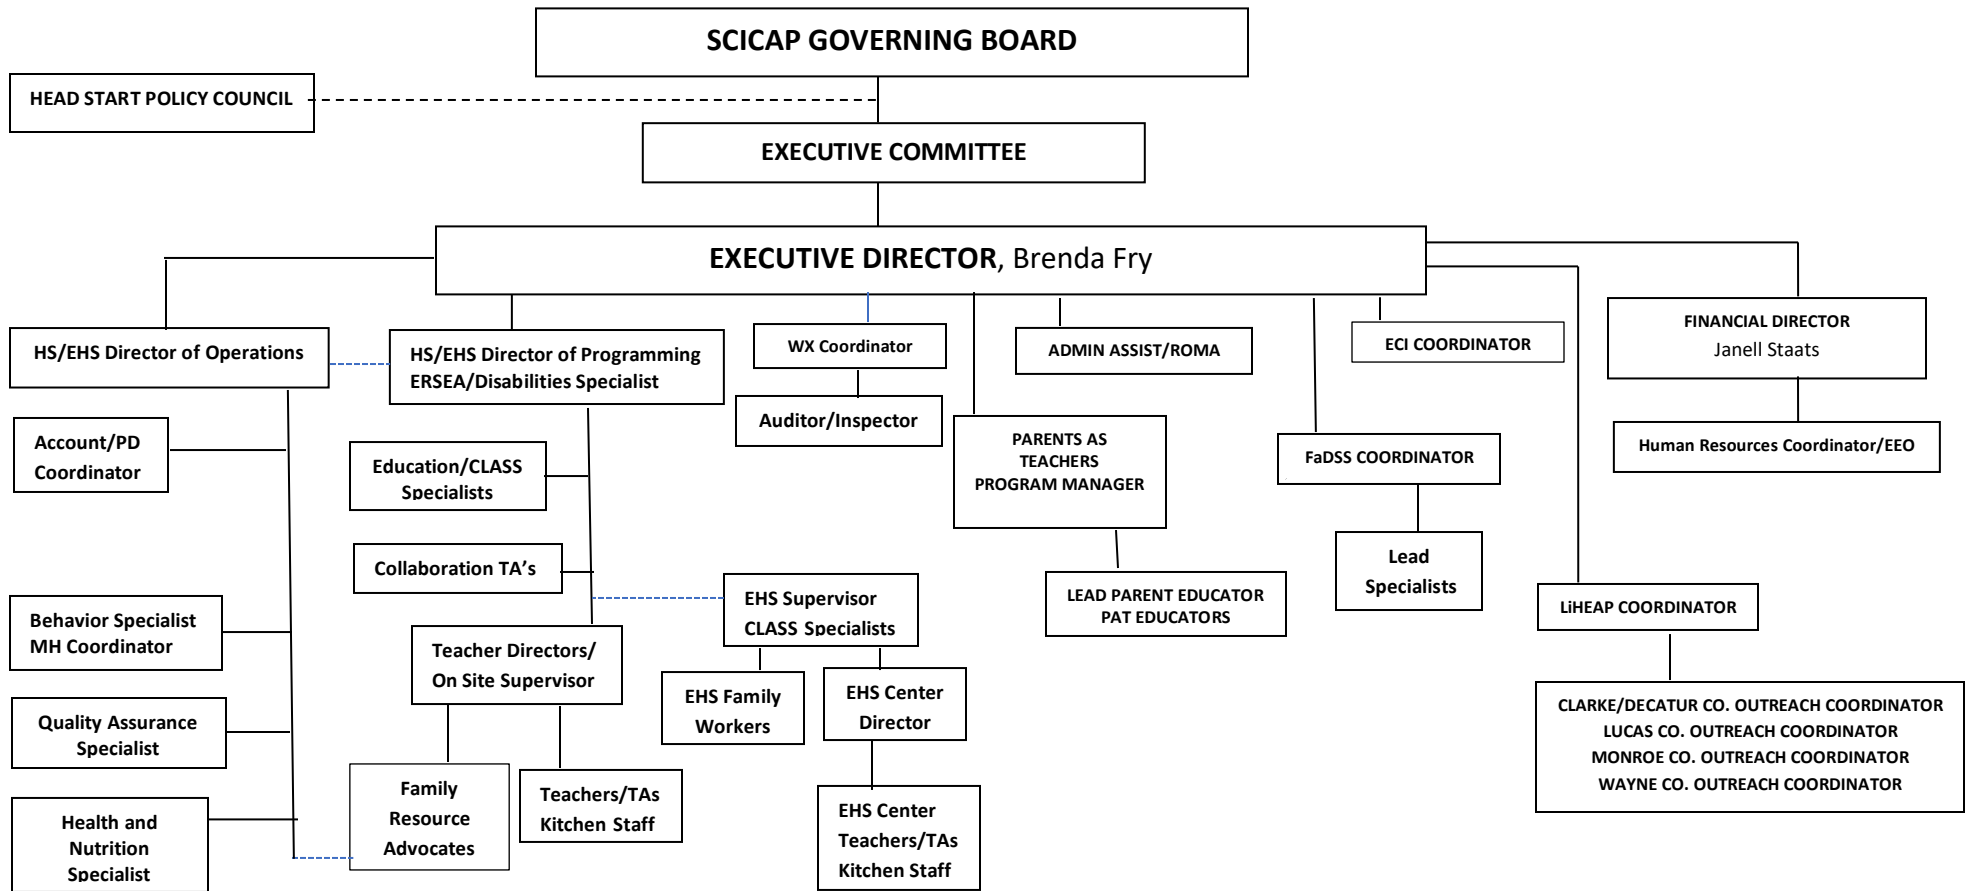 SCICAP GOVERNING BOARD
HEAD START POLICY COUNCIL
EXECUTIVE COMMITTEE
EXECUTIVE DIRECTOR, Brenda Fry
HS/EHS Director of Operations
HS/EHS Director of Programming
ERSEA/Disabilities Specialist
WX Coordinator
ADMIN ASSIST/ROMA
ECI COORDINATOR
FINANCIAL DIRECTOR
Janell Staats
Account/PD
Coordinator
Education/CLASS
Specialists
Auditor/Inspector
PARENTS AS
TEACHERS
PROGRAM MANAGER
FaDSS COORDINATOR
Human Resources Coordinator/EEO
Collaboration TA’s
Lead
Specialists
Behavior Specialist
MH Coordinator
EHS Supervisor
CLASS Specialists
LEAD PARENT EDUCATOR
PAT EDUCATORS
LiHEAP COORDINATOR
Teacher Directors/
On Site Supervisor
EHS Family
Workers
EHS Center
Director
Quality Assurance
Specialist
CLARKE/DECATUR CO. OUTREACH COORDINATOR
LUCAS CO. OUTREACH COORDINATOR
MONROE CO. OUTREACH COORDINATOR
WAYNE CO. OUTREACH COORDINATOR
Health and
Nutrition
Specialist
Family
Resource
Advocates
Teachers/TAs
Kitchen Staff
EHS Center
Teachers/TAs
Kitchen Staff